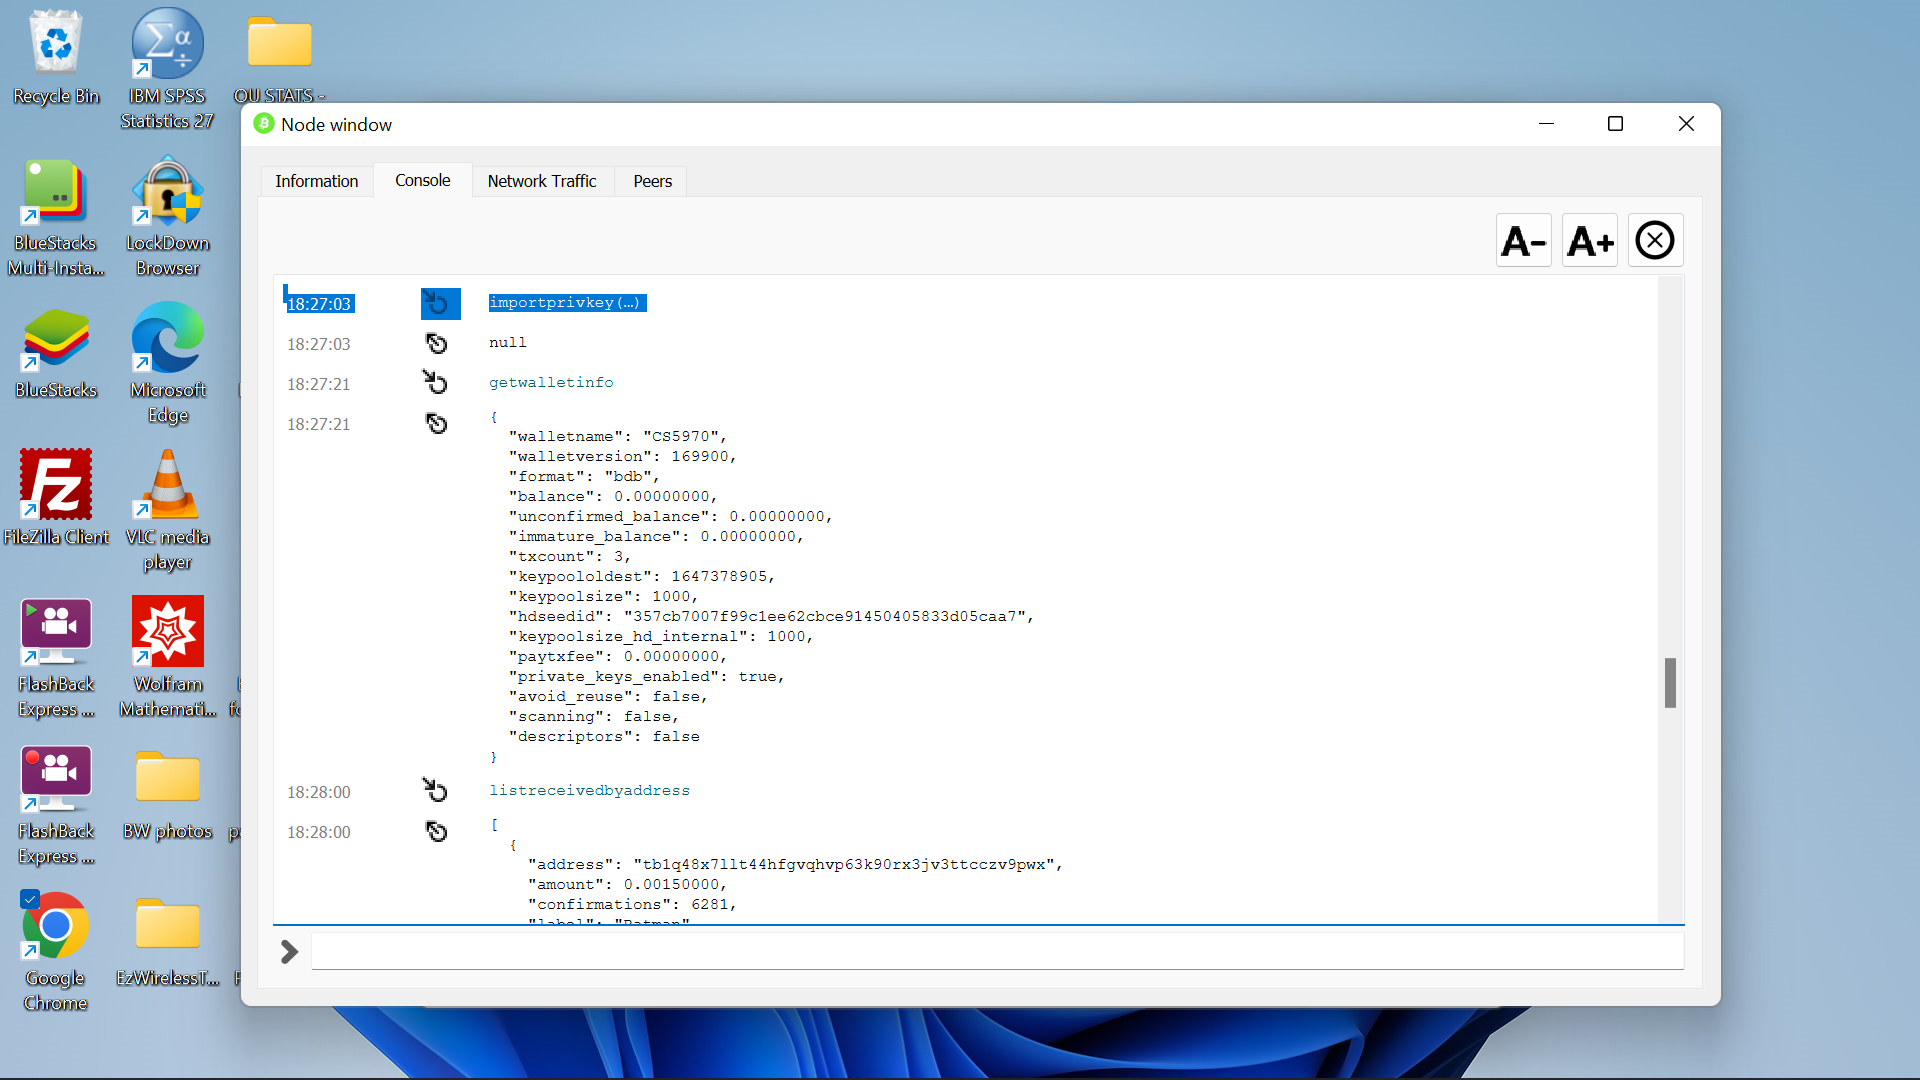 Recycle Bin
IBM SPSS
Statistics 27
OU STATS -
BlueStacks
Multi-Insta...
LockDown
Browser
BlueStacks
Microsoft
Edge
FileZilla Client
VLC media
player
FlashBack
Express ...
Wolfram
Mathemati...
FlashBack
Express ...
BW photos
Google
Chrome
EzWirelessT...
Node window
Information
Console
Network Traffic
Peers
A-
A+
18:27:03 importprivkey(…)
18:27:03 null
18:27:21 getwalletinfo
18:27:21 {
"walletname": "CS5970",
"walletversion": 169900,
"format": "bdb",
"balance": 0.00000000,
"unconfirmed_balance": 0.00000000,
"immature_balance": 0.00000000,
"txcount": 3,
"keypoololdest": 1647378905,
"keypoolsize": 1000,
"hdseedid": "357cb7007f99c1ee62cbce91450405833d05caa7",
"keypoolsize_hd_internal": 1000,
"paytxfee": 0.00000000,
"private_keys_enabled": true,
"avoid_reuse": false,
"scanning": false,
"descriptors": false
}
18:28:00 listreceivedbyaddress
18:28:00 [
{
"address": "tb1q48x7llt44hfgvqhvp63k90rx3jv3ttcczv9pwx",
"amount": 0.00150000,
"confirmations": 6281,
"label": "Batman"